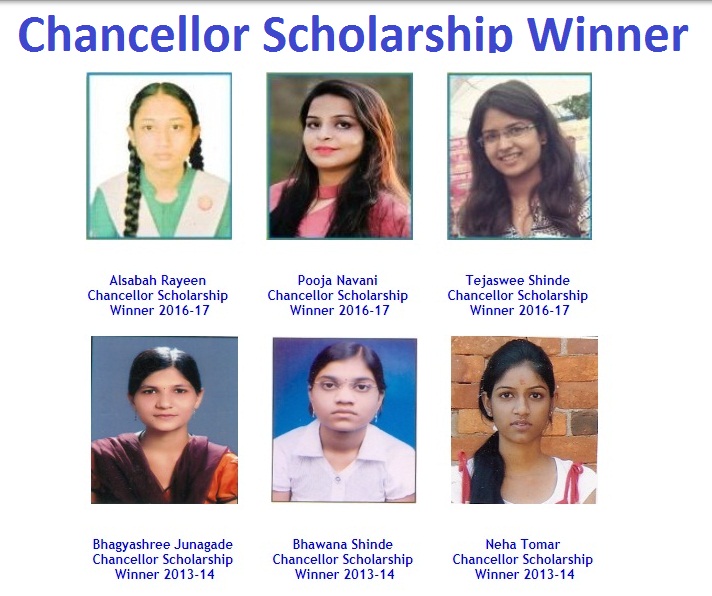 Chancellor Scholarship Winner
Alsabah Rayeen
Chancellor Scholarship
Winner 2016-17
Pooja Navani
Chancellor Scholarship
Winner 2016-17
Tejaswee Shinde
Chancellor Scholarship
Winner 2016-17
Bhagyashree Junagade
Chancellor Scholarship
Winner 2013-14
Bhawana Shinde
Chancellor Scholarship
Winner 2013-14
Neha Tomar
Chancellor Scholarship
Winner 2013-14